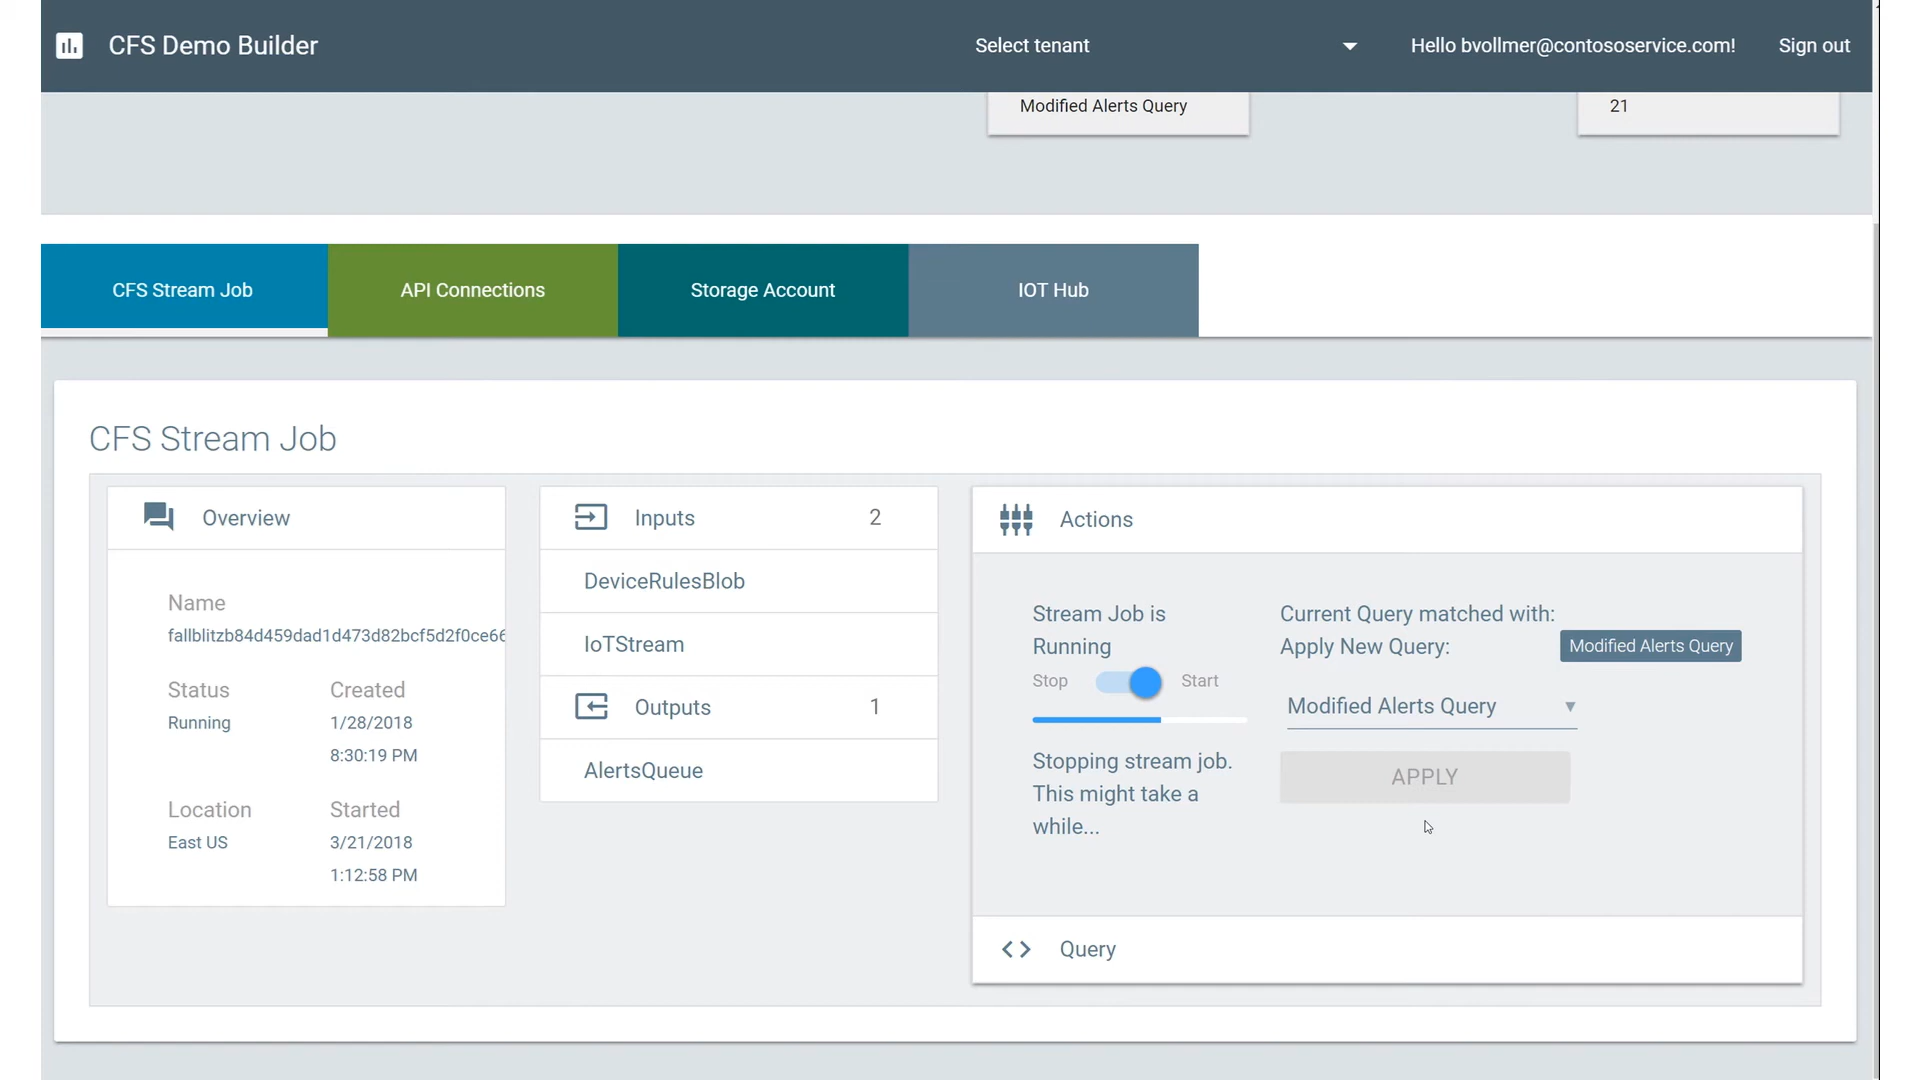 CFS Demo Builder
Select tenant
Hello bvollmer@contososervice.com!
Sign out
Modified Alerts Query
21
CFS Stream Job
API Connections
Storage Account
IOT Hub
CFS Stream Job
Overview
Name
fallblitzb84d459dad1d473d82bcf5d2f0ce66
Status
Running
Created
1/28/2018
8:30:19 PM
Location
East US
Started
3/21/2018
1:12:58 PM
Inputs
2
DeviceRulesBlob
IoTStream
Outputs
1
AlertsQueue
Actions
Stream Job is
Running
Stop
Start
Stopping stream job.
This might take a
while...
Current Query matched with:
Modified Alerts Query
Apply New Query:
Modified Alerts Query
APPLY
Query